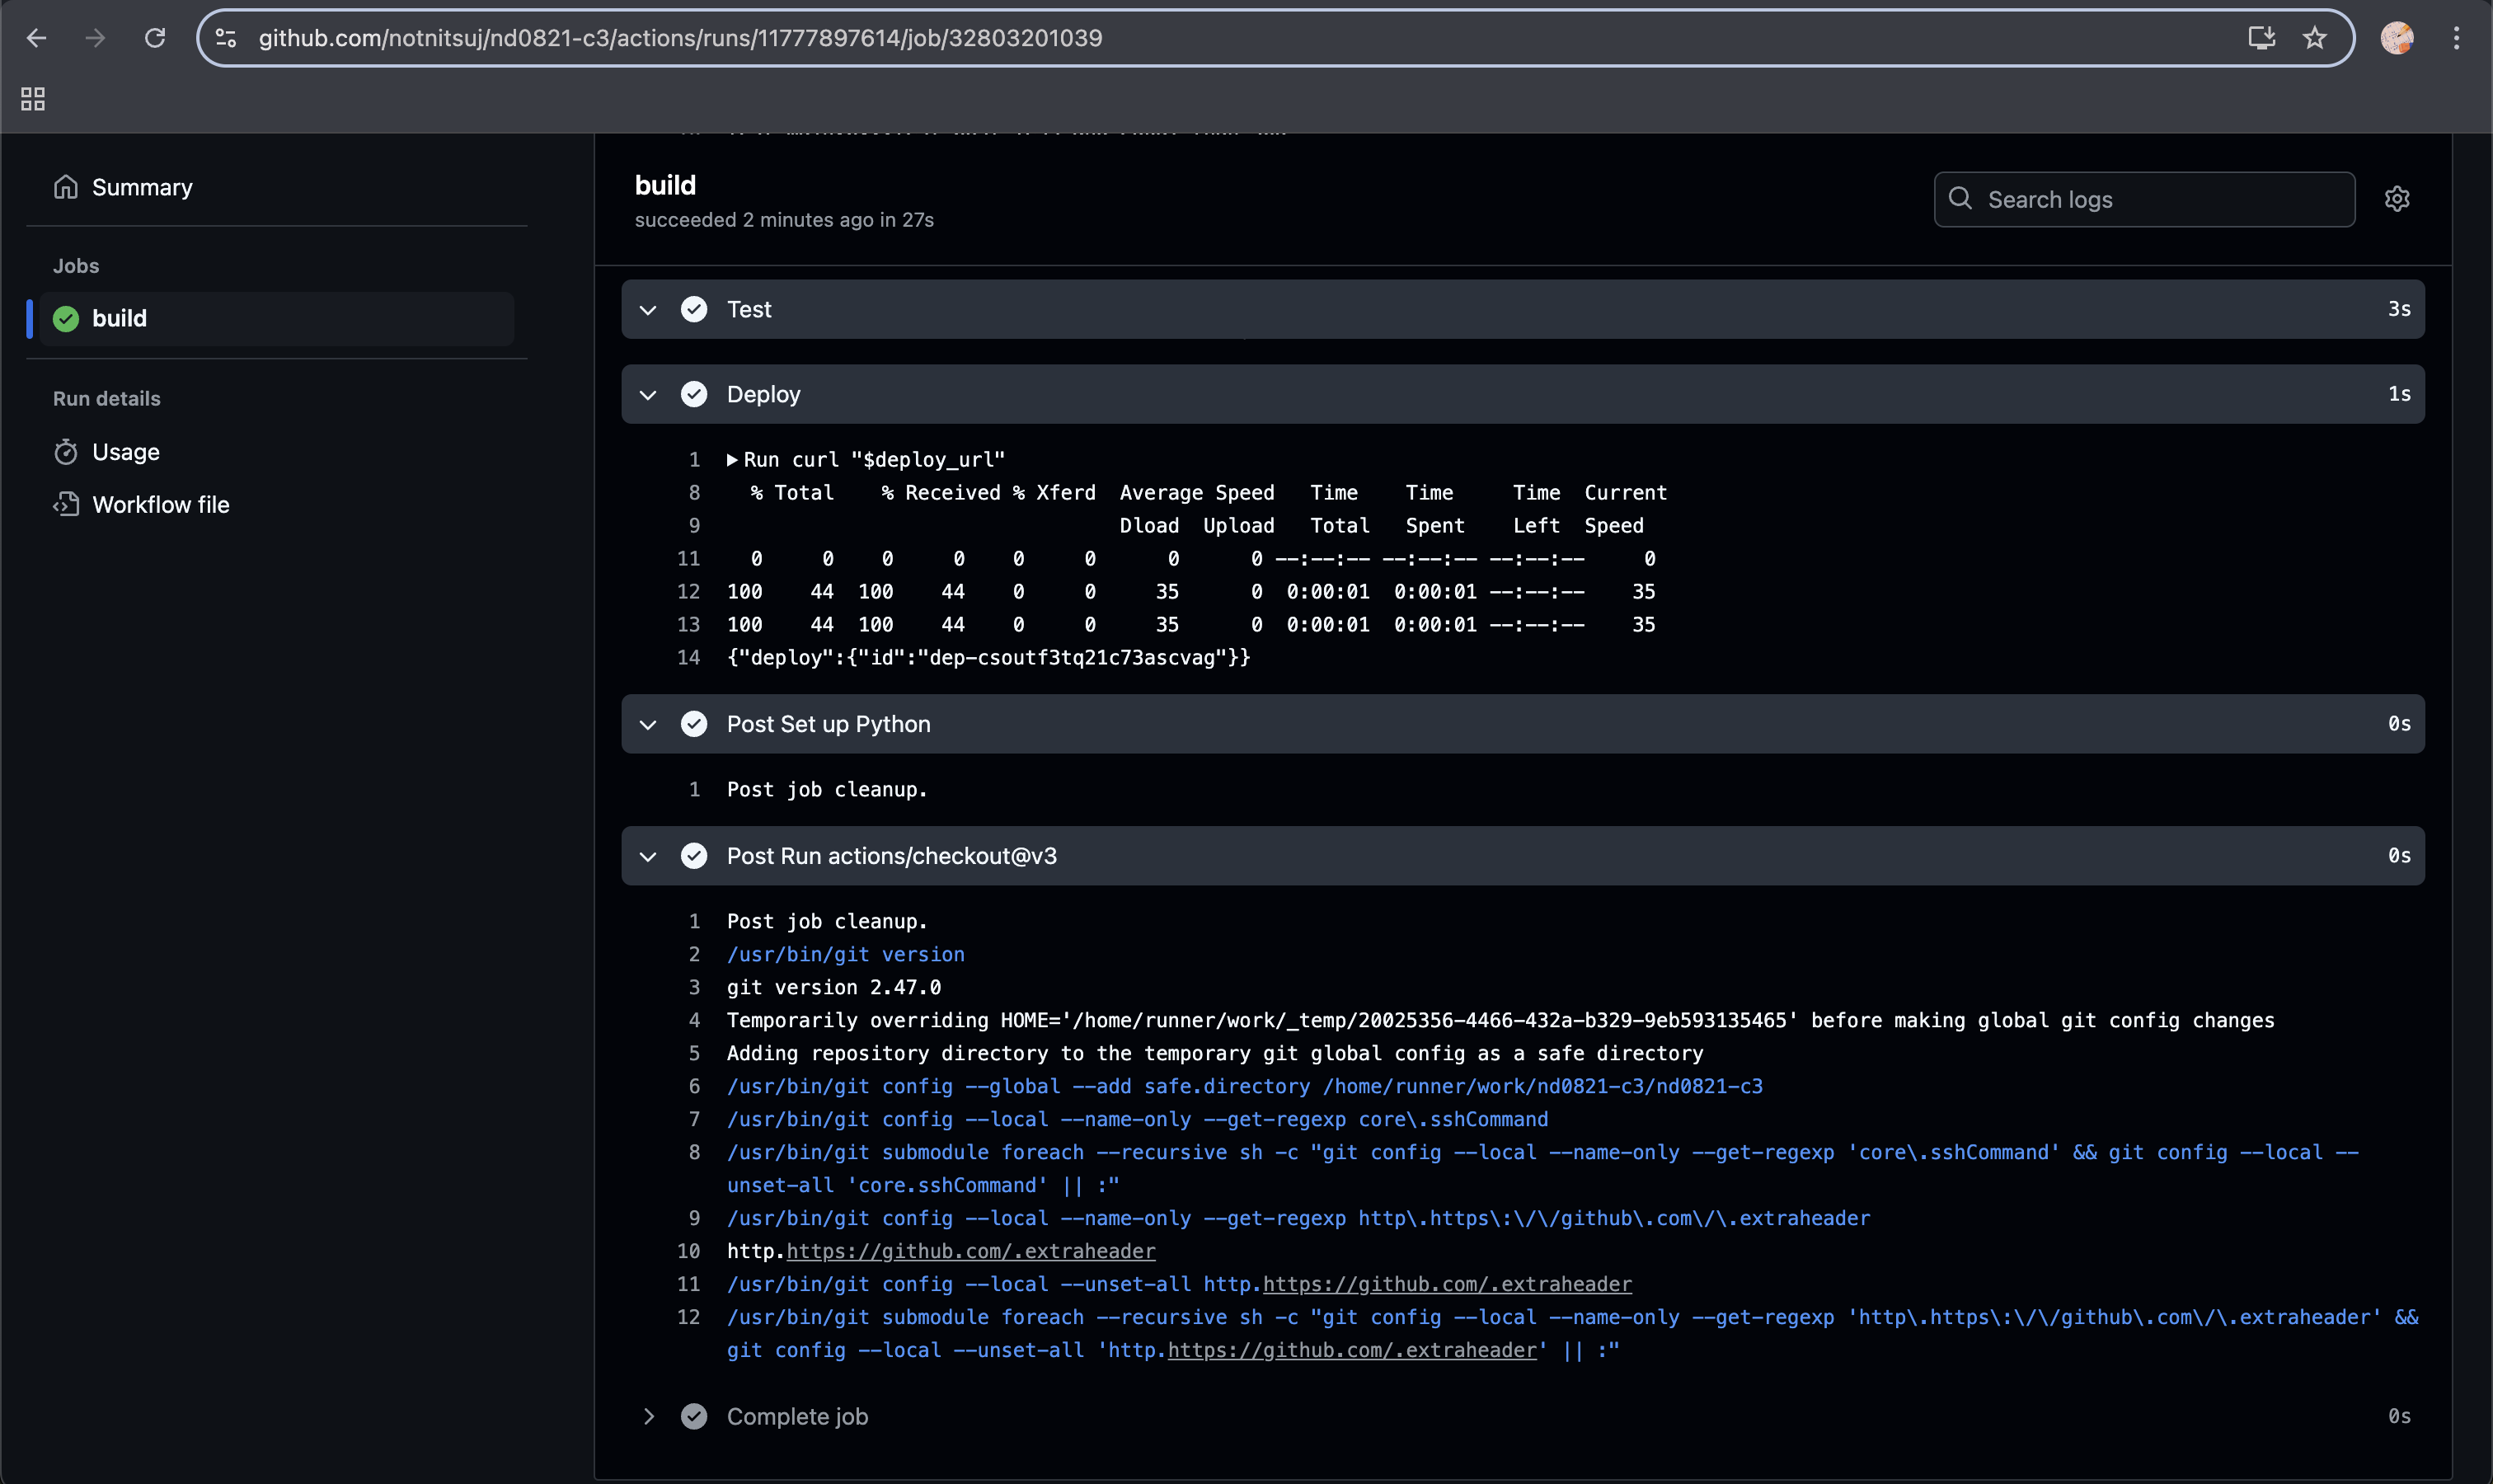 github.com/notnitsuj/nd0821-c3/actions/runs/11777897614/job/32803201039
Summary
Jobs
build
Run details
Usage
Workflow file
build
succeeded 2 minutes ago in 27s
Search logs
Test 3s
Deploy 1s
1 Run curl "$deploy_url"
8 % Total % Received % Xferd Average Speed Time Time Time Current
9 Dload Upload Total Spent Left Speed
11 0 0 0 0 0 0 0 0 --:--:-- --:--:-- --:--:-- 0
12 100 44 100 44 0 0 35 0 0:00:01 0:00:01 --:--:-- 35
13 100 44 100 44 0 0 35 0 0:00:01 0:00:01 --:--:-- 35
14 {"deploy":{"id":"dep-csoutf3tq21c73ascvag"}}
Post Set up Python 0s
1 Post job cleanup.
Post Run actions/checkout@v3 0s
1 Post job cleanup.
2 /usr/bin/git version
3 git version 2.47.0
4 Temporarily overriding HOME='/home/runner/work/_temp/20025356-4466-432a-b329-9eb593135465' before making global git config changes
5 Adding repository directory to the temporary git global config as a safe directory
6 /usr/bin/git config --global --add safe.directory /home/runner/work/nd0821-c3/nd0821-c3
7 /usr/bin/git config --local --name-only --get-regexp core\.sshCommand
8 /usr/bin/git submodule foreach --recursive sh -c "git config --local --name-only --get-regexp 'core\.sshCommand' && git config --local --
unset-all 'core.sshCommand' || :"
9 /usr/bin/git config --local --name-only --get-regexp http\.https\:\/\/github\.com\/\.extraheader
10 http.https://github.com/.extraheader
11 /usr/bin/git config --local --unset-all http.https://github.com/.extraheader
12 /usr/bin/git submodule foreach --recursive sh -c "git config --local --name-only --get-regexp 'http\.https\:\/\/github\.com\/\.extraheader' &&
git config --local --unset-all 'http.https://github.com/.extraheader' || :"
Complete job 0s